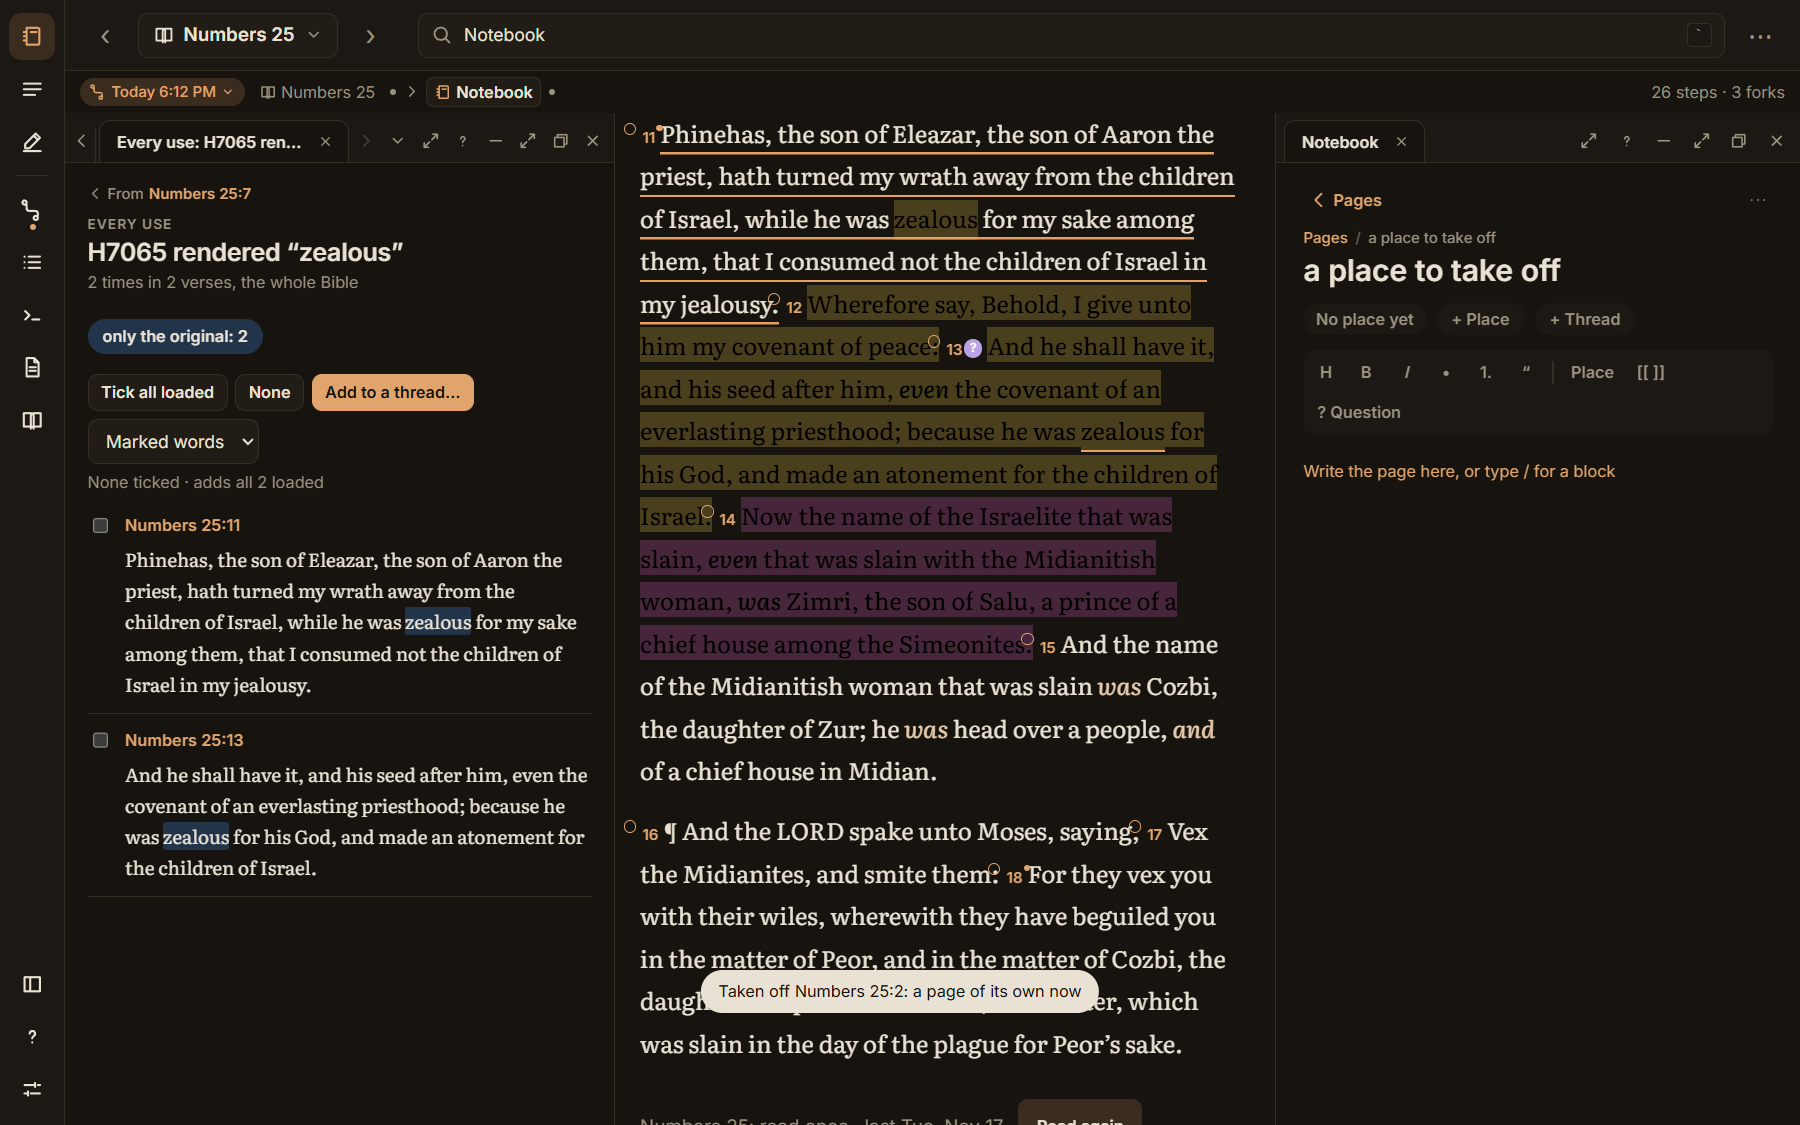 Numbers 25
Notebook
`
Today 6:12 PM
Numbers 25
Notebook
26 steps · 3 forks
Every use: H7065 ren...
?
From Numbers 25:7
EVERY USE
H7065 rendered “zealous”
2 times in 2 verses, the whole Bible
only the original: 2
Tick all loaded
None
Add to a thread...
Marked words
None ticked · adds all 2 loaded
Numbers 25:11
Phinehas, the son of Eleazar, the son of Aaron the
priest, hath turned my wrath away from the
children of Israel, while he was zealous for my sake
among them, that I consumed not the children of
Israel in my jealousy.
Numbers 25:13
And he shall have it, and his seed after him, even the
covenant of an everlasting priesthood; because he
was zealous for his God, and made an atonement for
the children of Israel.
11 Phinehas, the son of Eleazar, the son of Aaron the
priest, hath turned my wrath away from the children
of Israel, while he was zealous for my sake among
them, that I consumed not the children of Israel in
my jealousy. 12 Wherefore say, Behold, I give unto
him my covenant of peace: 13 ? And he shall have it,
and his seed after him, even the covenant of an
everlasting priesthood; because he was zealous for
his God, and made an atonement for the children of
Israel. 14 Now the name of the Israelite that was
slain, even that was slain with the Midianitish
woman, was Zimri, the son of Salu, a prince of a
chief house among the Simeonites. 15 And the name
of the Midianitish woman that was slain was Cozbi,
the daughter of Zur; he was head over a people, and
of a chief house in Midian.
16 ¶ And the LORD spake unto Moses, saying, 17 Vex
the Midianites, and smite them: 18 For they vex you
with their wiles, wherewith they have beguiled you
in the matter of Peor, and in the matter of Cozbi, the
which
was slain in the day of the plague for Peor’s sake.
Taken off Numbers 25:2: a page of its own now
Numbers 25: read once, last Tue, Nov 17
Read again
Notebook
?
Pages
Pages / a place to take off
a place to take off
No place yet
+ Place
+ Thread
H B I • 1. “ Place [[ ]]
? Question
Write the page here, or type / for a block
?